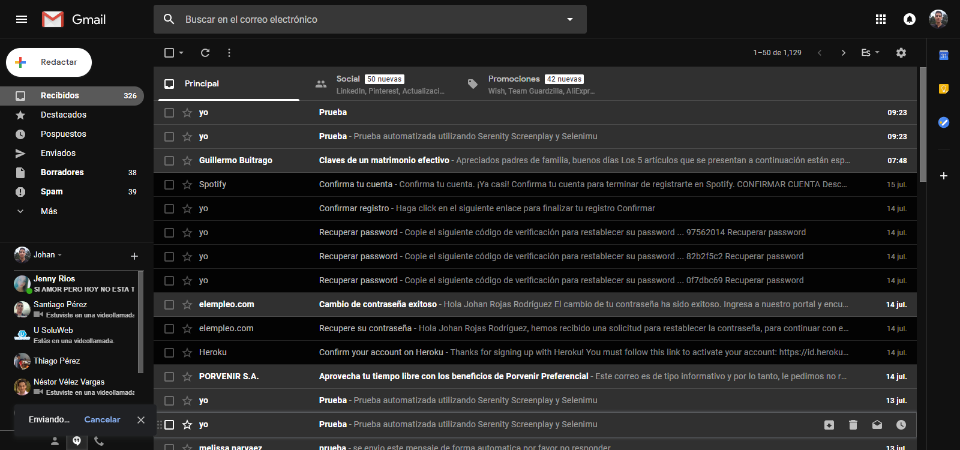 Gmail
Buscar en el correo electrónico
Redactar
1–50 de 1,129
Es
Recibidos 326
Destacados
Pospuestos
Enviados
Borradores 38
Spam 9
Más
Principal
Social 50 nuevas
LinkedIn, Pinterest, Actualizaci...
Promociones 42 nuevas
Wish, Team Guardzilla, AliExpr...
yo Prueba 09:23
yo Prueba - Prueba automatizada utilizando Serenity Screenplay y Selenimu 09:23
Guillermo Buitrago Claves de un matrimonio efectivo - Apreciados padres de familia, buenos días Los 5 artículos que se presentan a continuación están esp... 07:48
Spotify Confirma tu cuenta - Confirma tu cuenta. ¡Ya casi! Confirma tu cuenta para terminar de registrarte en Spotify. CONFIRMAR CUENTA Desc... 15 jul.
yo Confirmar registro - Haga click en el siguiente enlace para finalizar tu registro Confirmar 14 jul.
yo Recuperar password - Copie el siguiente código de verificación para restablecer su password ... 97562014 Recuperar password 14 jul.
yo Recuperar password - Copie el siguiente código de verificación para restablecer su password ... 82b2f5c2 Recuperar password 14 jul.
yo Recuperar password - Copie el siguiente código de verificación para restablecer su password ... 0f7dbc69 Recuperar password 14 jul.
elempleo.com Cambio de contraseña exitoso - Hola Johan Rojas Rodríguez El cambio de tu contraseña ha sido exitoso. Ingresa a nuestro portal y encu... 14 jul.
elempleo.com Recupere su contraseña - Hola Johan Rojas Rodriguez, hemos recibido una solicitud para restablecer la contraseña, para continuar con e... 14 jul.
Heroku Confirm your account on Heroku - Thanks for signing up with Heroku! You must follow this link to activate your account: https://id.heroku... 14 jul.
PORVENIR S.A. Aprovecha tu tiempo libre con los beneficios de Porvenir Preferencial - Este correo es de tipo informativo y por lo tanto, le pedimos no r... 14 jul.
yo Prueba - Prueba automatizada utilizando Serenity Screenplay y Selenimu 13 jul.
yo Prueba - Prueba automatizada utilizando Serenity Screenplay y Selenimu
melissa narvaez prueba - se envio este mensaje de forma automatica por favor no responder 13 jul.
Johan
Jenny Rios
SI AMOR PERO HOY NO ESTA T
Santiago Pérez
Estuviste en una videollamada
U SoluWeb
Estás en una videollamada.
Thiago Pérez
Néstor Vélez Vargas
Estuviste en una videollamada
Enviando... Cancelar